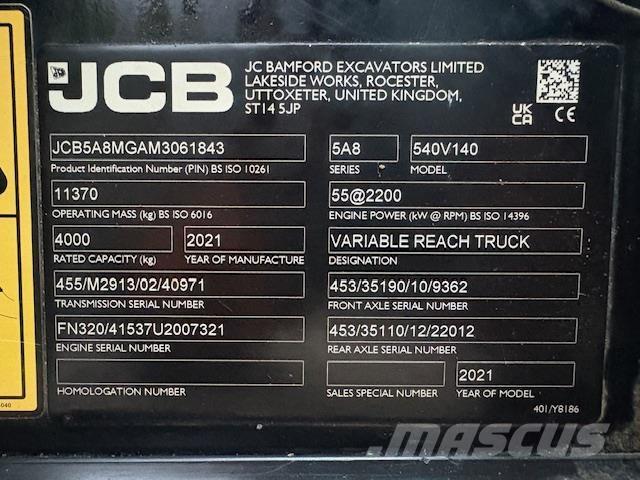 JCB
JC BAMFORD EXCAVATORS LIMITED
LAKESIDE WORKS, ROCESTER,
UTTOXETER, UNITED KINGDOM,
ST14 5JP
UK
CA
CE
JCB5A8MGAM3061843
Product Identification Number (PIN) BS ISO 10261
5A8
SERIES
540V140
MODEL
11370
OPERATING MASS (kg) BS ISO 6016
55@2200
ENGINE POWER (kW @ RPM) BS ISO 14396
4000
RATED CAPACITY (kg)
2021
YEAR OF MANUFACTURE
VARIABLE REACH TRUCK
DESIGNATION
455/M2913/02/40971
TRANSMISSION SERIAL NUMBER
453/35190/10/9362
FRONT AXLE SERIAL NUMBER
FN320/41537U2007321
ENGINE SERIAL NUMBER
453/35110/12/22012
REAR AXLE SERIAL NUMBER
HOMOLOGATION NUMBER
SALES SPECIAL NUMBER
2021
YEAR OF MODEL
401/Y8186
MASCUS